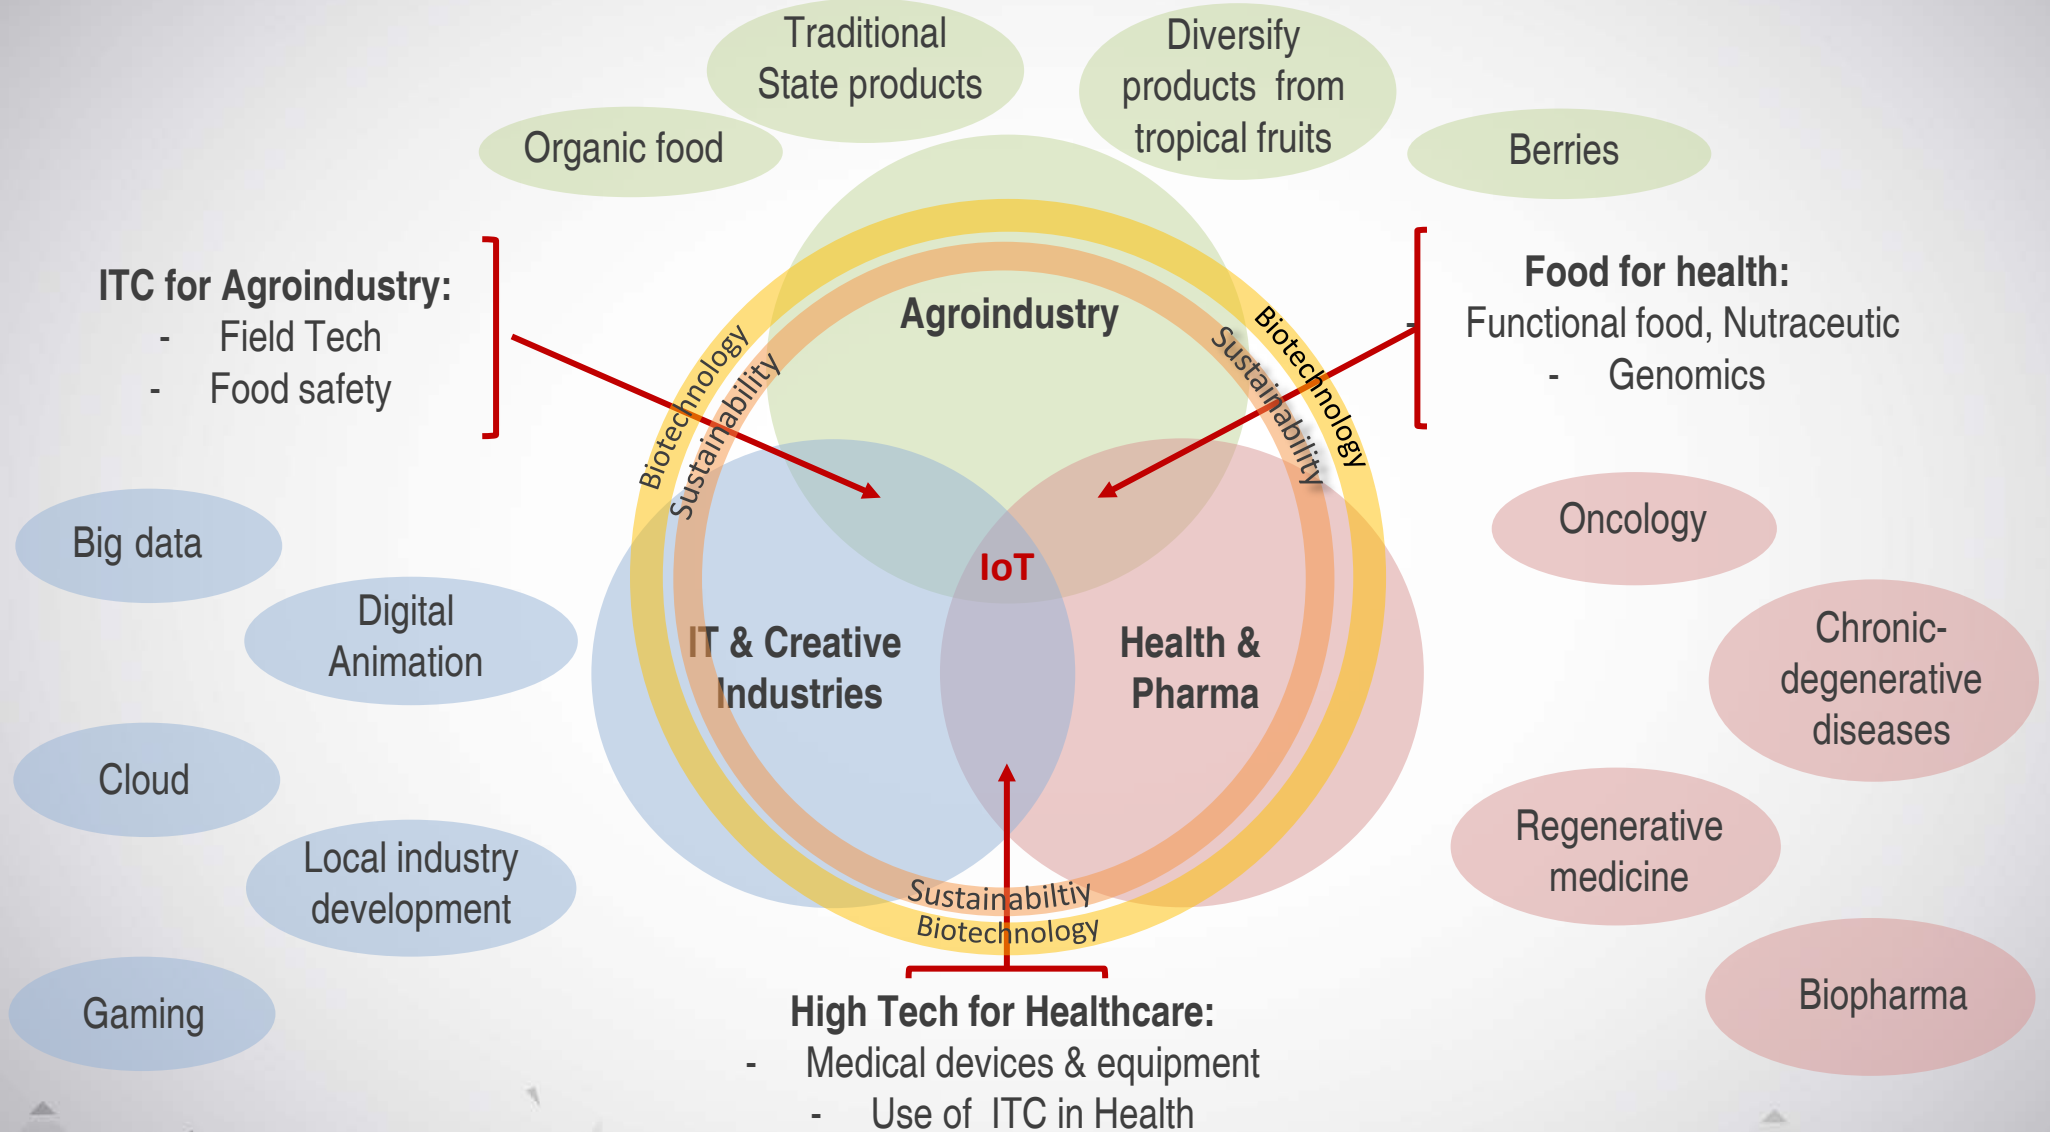 Traditional
State products
Diversify
products from
tropical fruits
Organic food
Berries
ITC for Agroindustry:
- Field Tech
- Food safety
Food for health:
- Functional food, Nutraceutic
- Genomics
Agroindustry
Biotechnology
Sustainability
Sustainability
Biotechnology
Big data
Digital
Animation
Cloud
Local industry
development
Gaming
IoT
IT & Creative
Industries
Health &
Pharma
Oncology
Chronic-
degenerative
diseases
Regenerative
medicine
Biopharma
Sustainabiltiy
Biotechnology
High Tech for Healthcare:
- Medical devices & equipment
- Use of ITC in Health